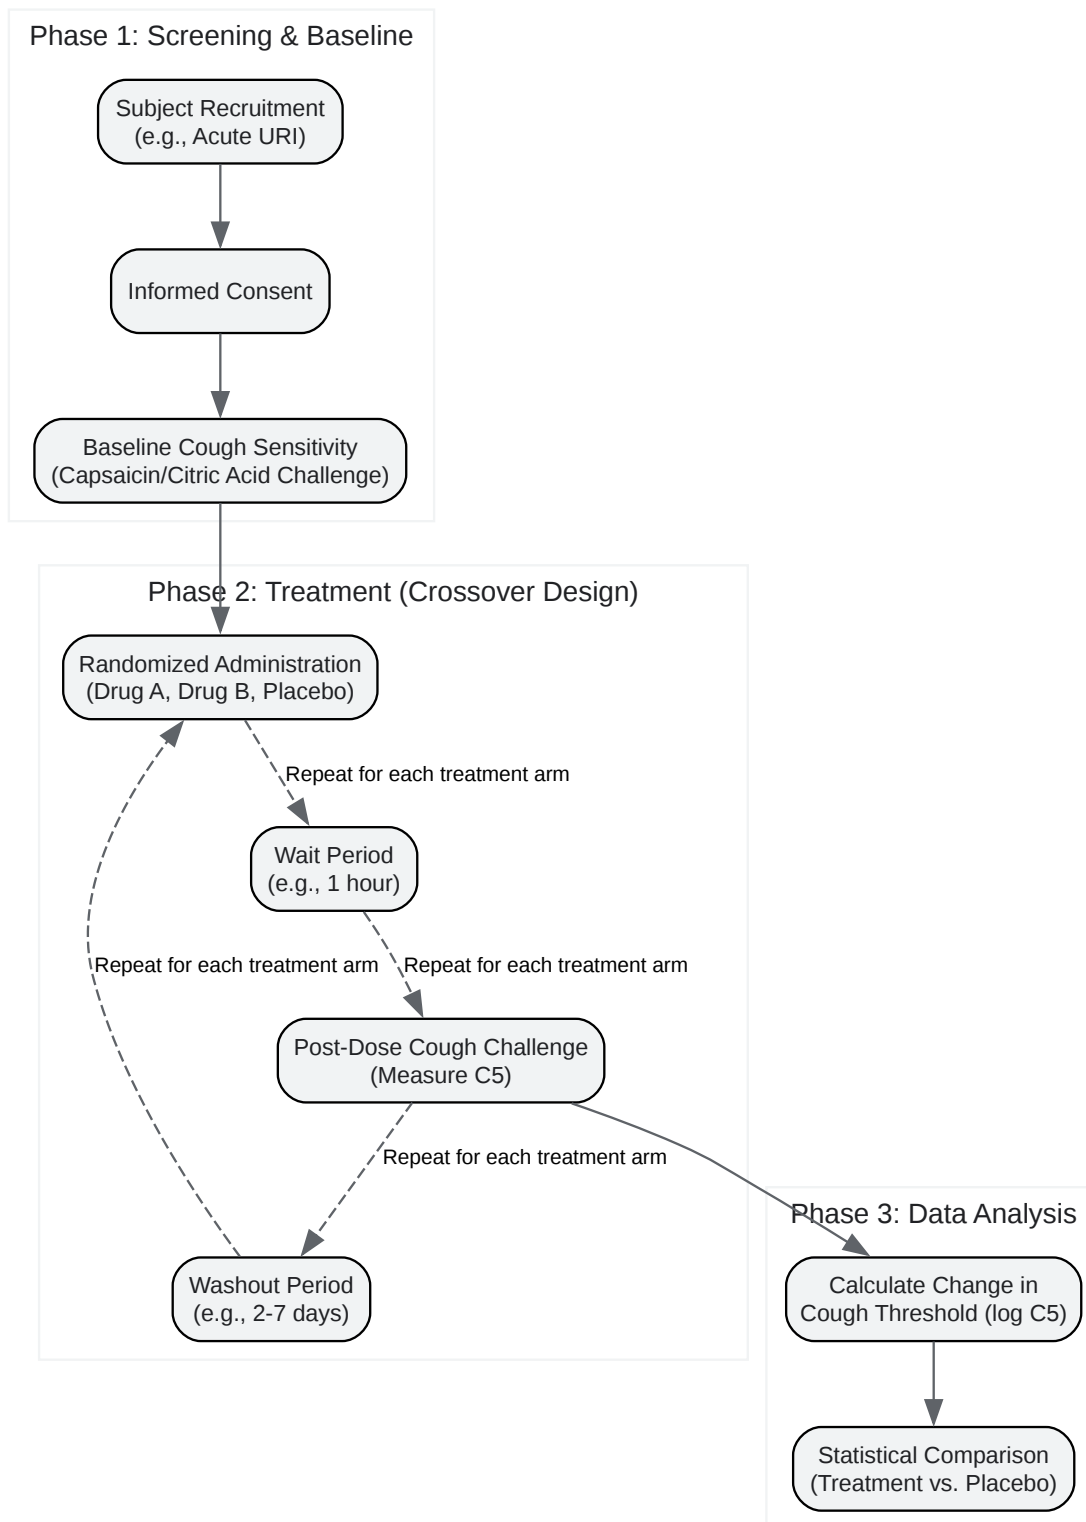 Phase 1: Screening & Baseline
Subject Recruitment
(e.g., Acute URI)
Informed Consent
Baseline Cough Sensitivity
(Capsaicin/Citric Acid Challenge)
Phase 2: Treatment (Crossover Design)
Randomized Administration
(Drug A, Drug B, Placebo)
Repeat for each treatment arm
Wait Period
(e.g., 1 hour)
Repeat for each treatment arm
Repeat for each treatment arm
Post-Dose Cough Challenge
(Measure C5)
Repeat for each treatment arm
Washout Period
(e.g., 2-7 days)
Phase 3: Data Analysis
Calculate Change in
Cough Threshold (log C5)
Statistical Comparison
(Treatment vs. Placebo)